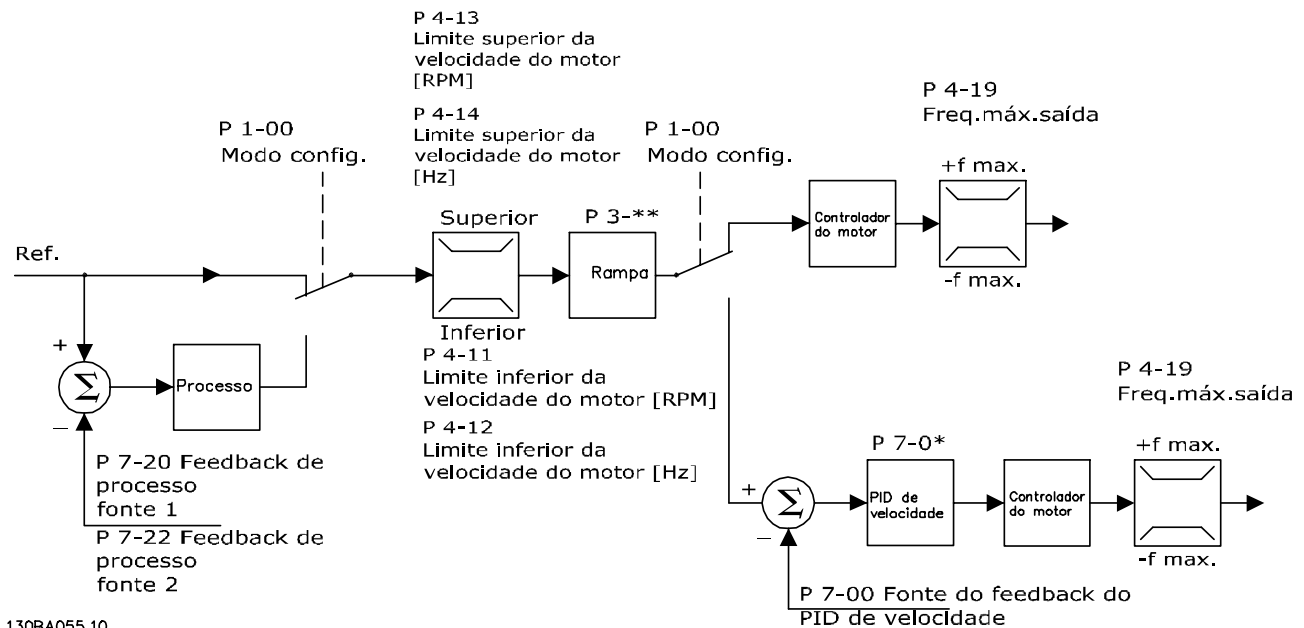 P 4-13
Limite superior da
velocidade do motor
[RPM]
P 4-14
Limite superior da
velocidade do motor
[Hz]
P 1-00
Modo config.
P 1-00
Modo config.
P 4-19
Freq.máx.saída
+f max.
Controlador
do motor
-f max.
Ref.
Superior
Inferior
P 3-**
Rampa
P 4-11
Limite inferior da
velocidade do motor [RPM]
P 4-12
Limite inferior da
velocidade do motor [Hz]
+
Σ
−
Processo
P 7-20 Feedback de
processo
fonte 1
P 7-22 Feedback de
processo
fonte 2
P 4-19
Freq.máx.saída
P 7-0*
+f max.
+
Σ
−
PID de
velocidade
Controlador
do motor
-f max.
P 7-00 Fonte do feedback do
PID de velocidade
130BA055.10